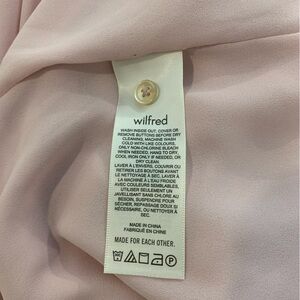 wilfred
WASH INSIDE OUT, COVER OR
REMOVE BUTTONS BEFORE DRY
CLEANING, MACHINE WASH
COLD WITH LIKE COLOURS,
ONLY NON-CHLORINE BLEACH
WHEN NEEDED, HANG TO DRY,
COOL IRON ONLY IF NEEDED, OR
DRY CLEAN
LAVER À L'ENVERS, COUVRIR OU
RETIRER LES BOUTONS AVANT
LE NETTOYAGE À SEC, LAVER
À LA MACHINE À L'EAU FROIDE
AVEC COULEURS SEMBLABLES,
UTILISER SEULEMENT UN
JAVELLISANT SANS CHLORE AU
BESOIN, SUSPENDRE POUR
SÉCHER, REPASSAGE DOUX SI
NÉCESSAIRE, OU NETTOYER À
SEC.
MADE IN CHINA
FABRIQUÉ EN CHINE
MADE FOR EACH OTHER.